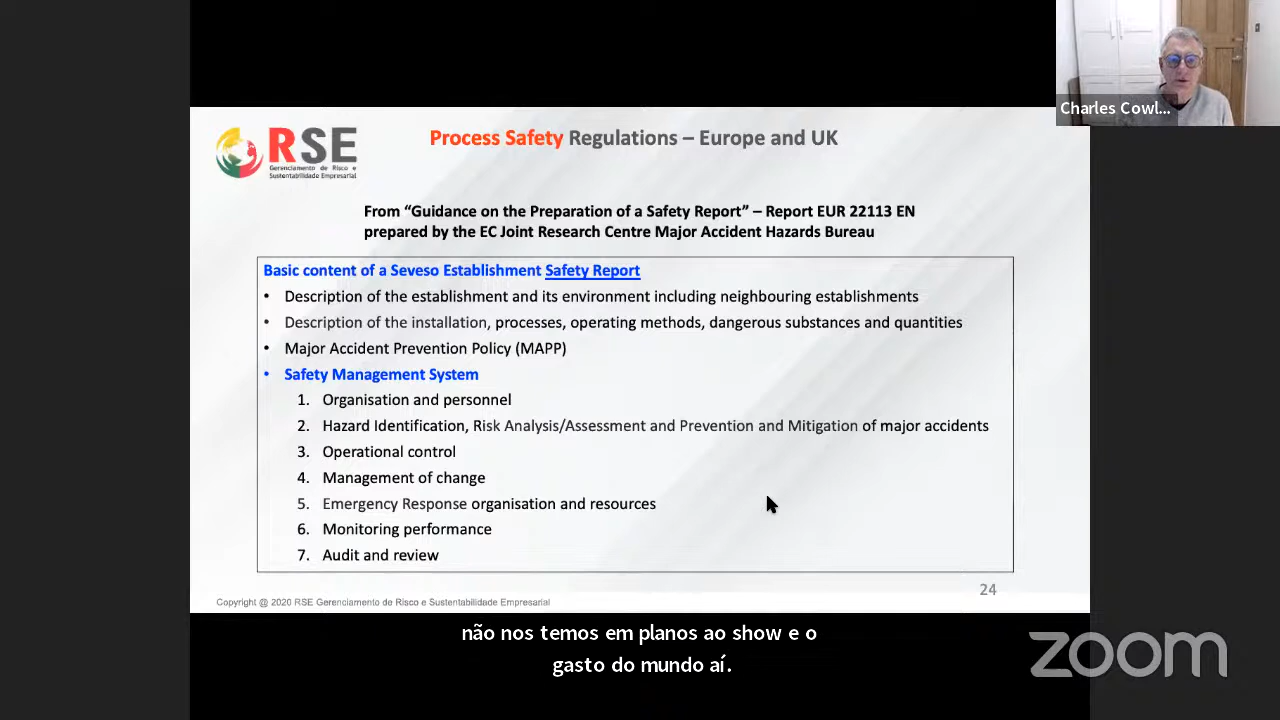 Charles Cowl...
RSE
Gerenciamento de Risco e
Sustentabilidade Empresarial
Process Safety Regulations – Europe and UK
From “Guidance on the Preparation of a Safety Report” – Report EUR 22113 EN
prepared by the EC Joint Research Centre Major Accident Hazards Bureau
Basic content of a Seveso Establishment Safety Report
• Description of the establishment and its environment including neighbouring establishments
• Description of the installation, processes, operating methods, dangerous substances and quantities
• Major Accident Prevention Policy (MAPP)
• Safety Management System
1. Organisation and personnel
2. Hazard Identification, Risk Analysis/Assessment and Prevention and Mitigation of major accidents
3. Operational control
4. Management of change
5. Emergency Response organisation and resources
6. Monitoring performance
7. Audit and review
24
Copyright @ 2020 RSE Gerenciamento de Risco e Sustentabilidade Empresarial
não nos temos em planos ao show e o
gasto do mundo aí.
zoom